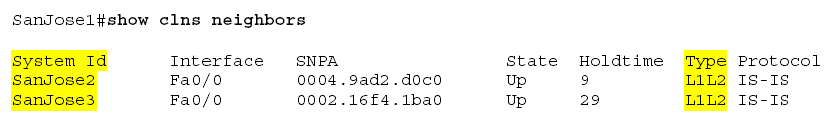 SanJose1#show clns neighbors
System Id Interface SNPA State Holdtime Type Protocol
SanJose2 Fa0/0 0004.9ad2.d0c0 Up 9 L1L2 IS-IS
SanJose3 Fa0/0 0002.16f4.1ba0 Up 29 L1L2 IS-IS